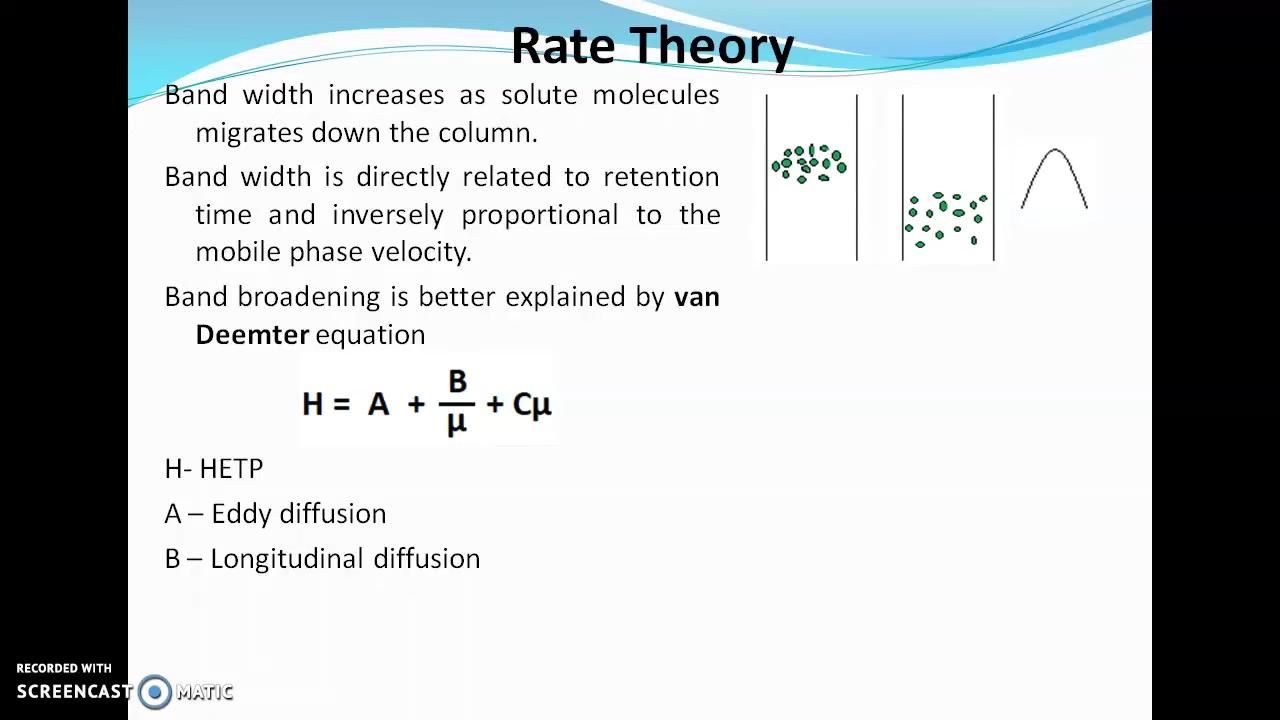 Rate Theory
Band width increases as solute molecules
migrates down the column.
Band width is directly related to retention
time and inversely proportional to the
mobile phase velocity.
Band broadening is better explained by van
Deemter equation
H = A + B/μ + Cμ
H- HETP
A – Eddy diffusion
B – Longitudinal diffusion
RECORDED WITH
SCREENCAST MATIC